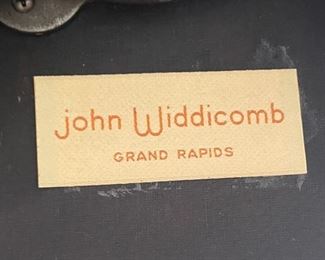 john Widdicomb
GRAND RAPIDS